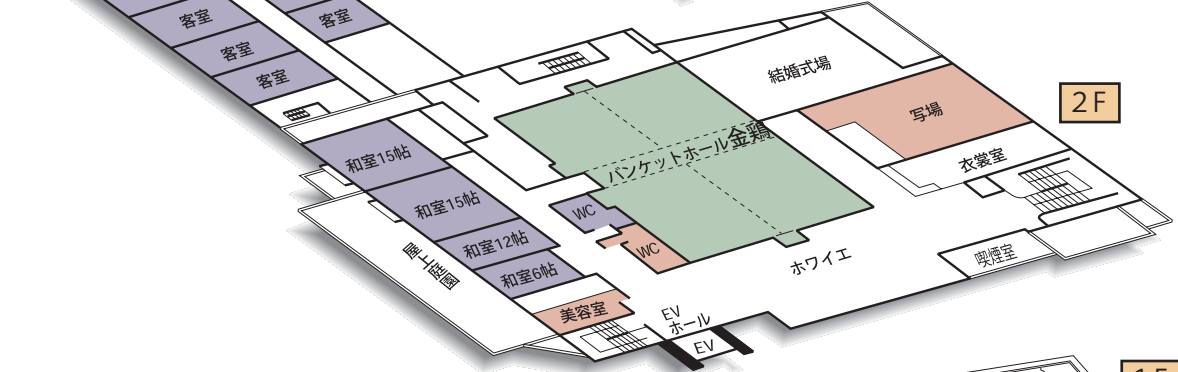 客室
客室
客室
客室
結婚式場
2F
写場
バンケットホール金鶏
和室15帖
衣裳室
和室15帖
WC
和室12帖
WC
屋上庭園
ホワイエ
喫煙室
和室6帖
美容室
EV
ホール
EV